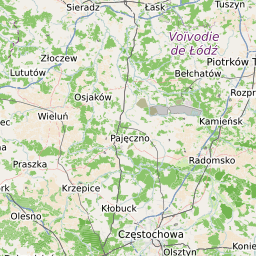 Sieradz
Łask
Tuszyn
Voivodie
de Łódź
Złoczew
Piotrków T
Lututów
Bełchatów
Osjaków
Rozpr
Wieluń
Kamieńsk
Pajęczno
Praszka
Radomsko
Krzepice
Olesno
Kłobuck
Częstochowa
Olsztyn
Konie